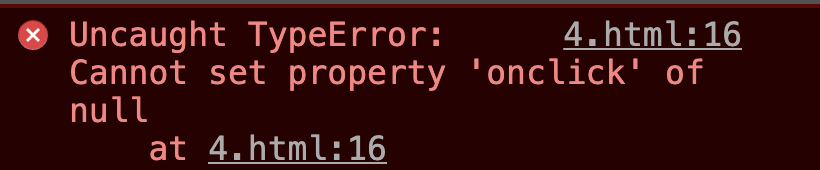 Uncaught TypeError: 4.html:16
Cannot set property 'onclick' of
null
at 4.html:16